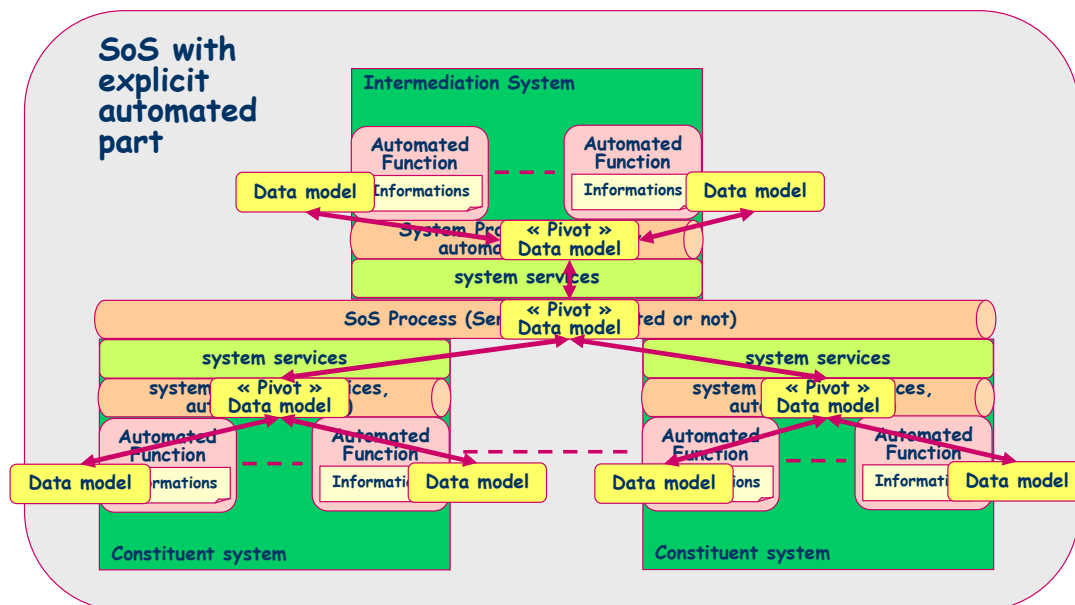 SoS with
explicit
automated
part
Intermediation System
Automated
Function
Informations
Data model
Automated
Function
Informations
Data model
System
« Pivot »
Data model
system services
SoS Process
« Pivot »
Data model
or not)
system services
system services
system
« Pivot »
Data model
system
« Pivot »
Data model
Automated
Function
Data model
Automated
Function
Data model
Automated
Function
Data model
Automated
Function
Data model
Constituent system
Constituent system